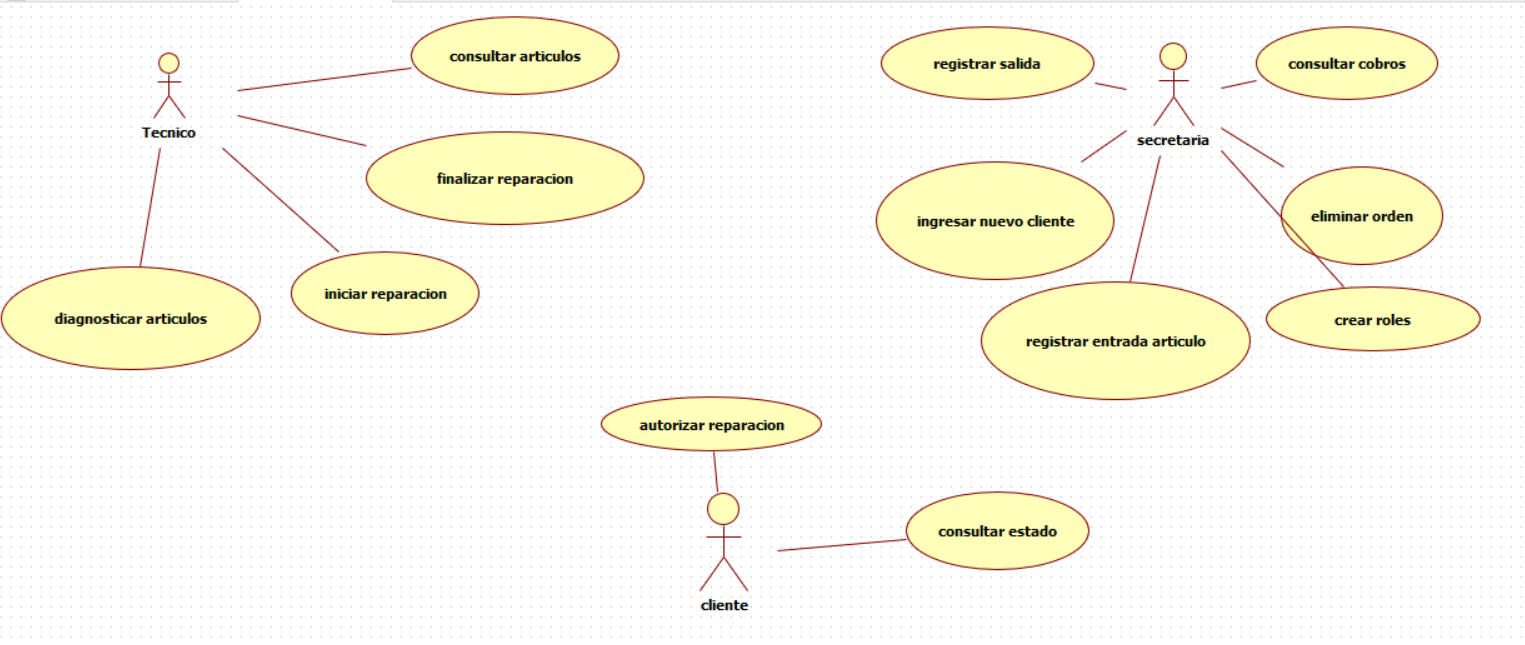 consultar articulos
registrar salida
consultar cobros
Tecnico
secretaria
finalizar reparacion
ingresar nuevo cliente
eliminar orden
iniciar reparacion
diagnosticar articulos
crear roles
registrar entrada articulo
autorizar reparacion
consultar estado
cliente